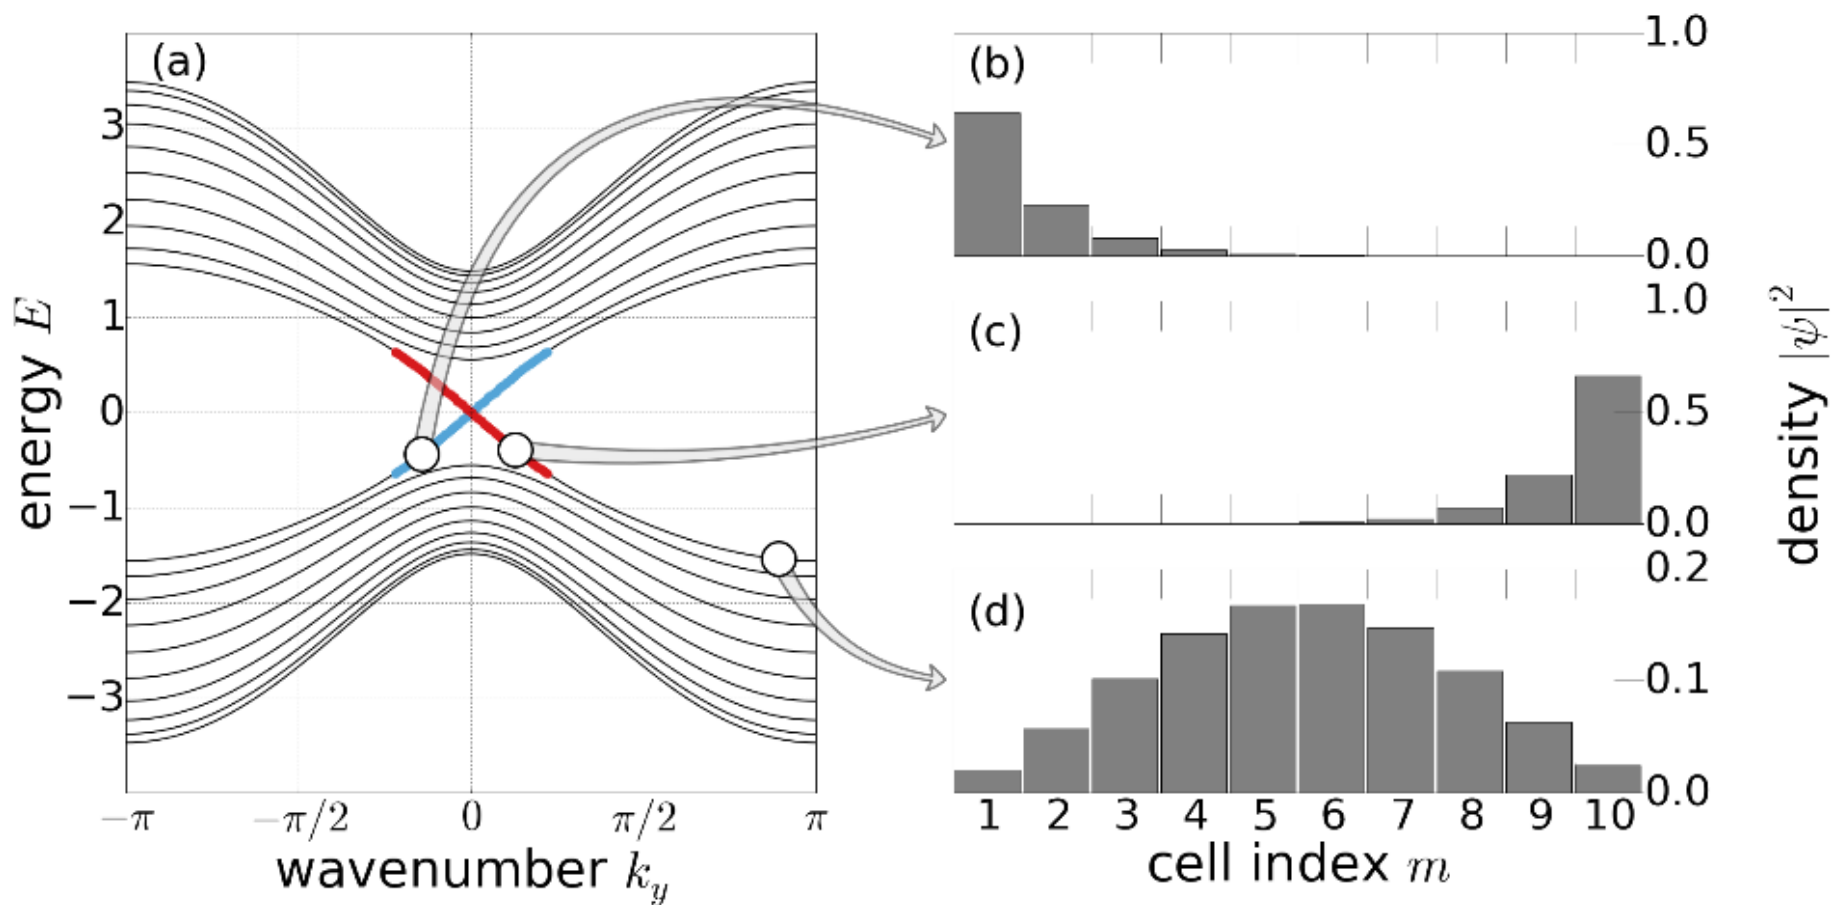 (a)
3
2
1
0
−1
−2
−3
energy E
−π
−π/2
0
π/2
π
wavenumber k_y
(b)
1.0
0.5
0.0
(c)
1.0
0.5
0.0
(d)
0.2
0.1
0.0
density |ψ|²
1 2 3 4 5 6 7 8 9 10
cell index m